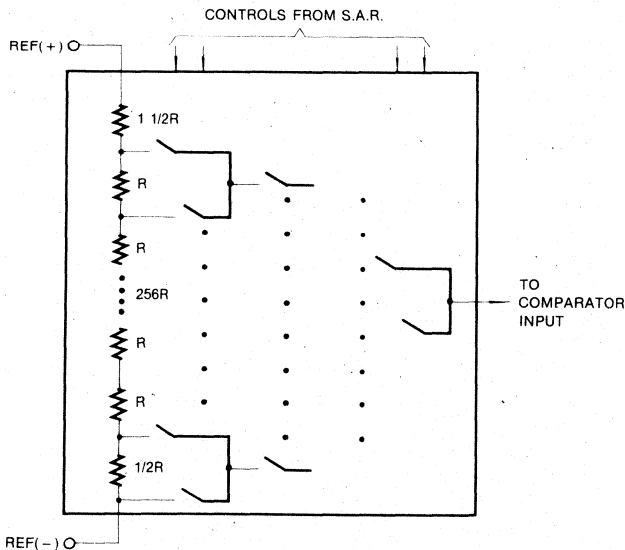 CONTROLS FROM S.A.R.
REF(+)
1 1/2R
R
R
256R
TO
COMPARATOR
INPUT
R
R
1/2R
REF(−)